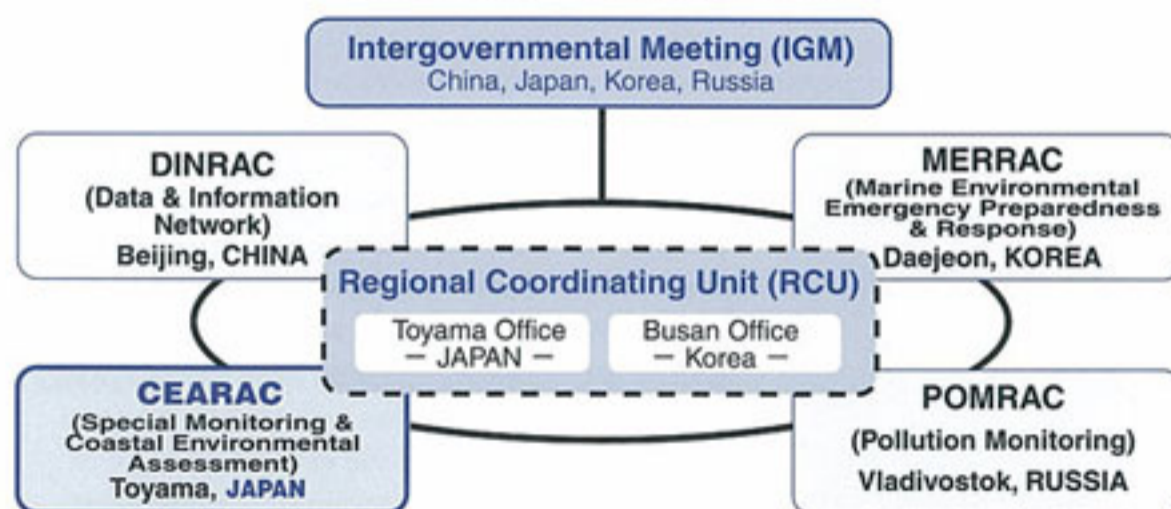 Intergovernmental Meeting (IGM)
China, Japan, Korea, Russia
DINRAC
(Data & Information
Network)
Beijing, CHINA
MERRAC
(Marine Environmental
Emergency Preparedness
& Response)
Daejeon, KOREA
Regional Coordinating Unit (RCU)
Toyama Office
— JAPAN —
Busan Office
— Korea —
CEARAC
(Special Monitoring &
Coastal Environmental
Assessment)
Toyama, JAPAN
POMRAC
(Pollution Monitoring)
Vladivostok, RUSSIA